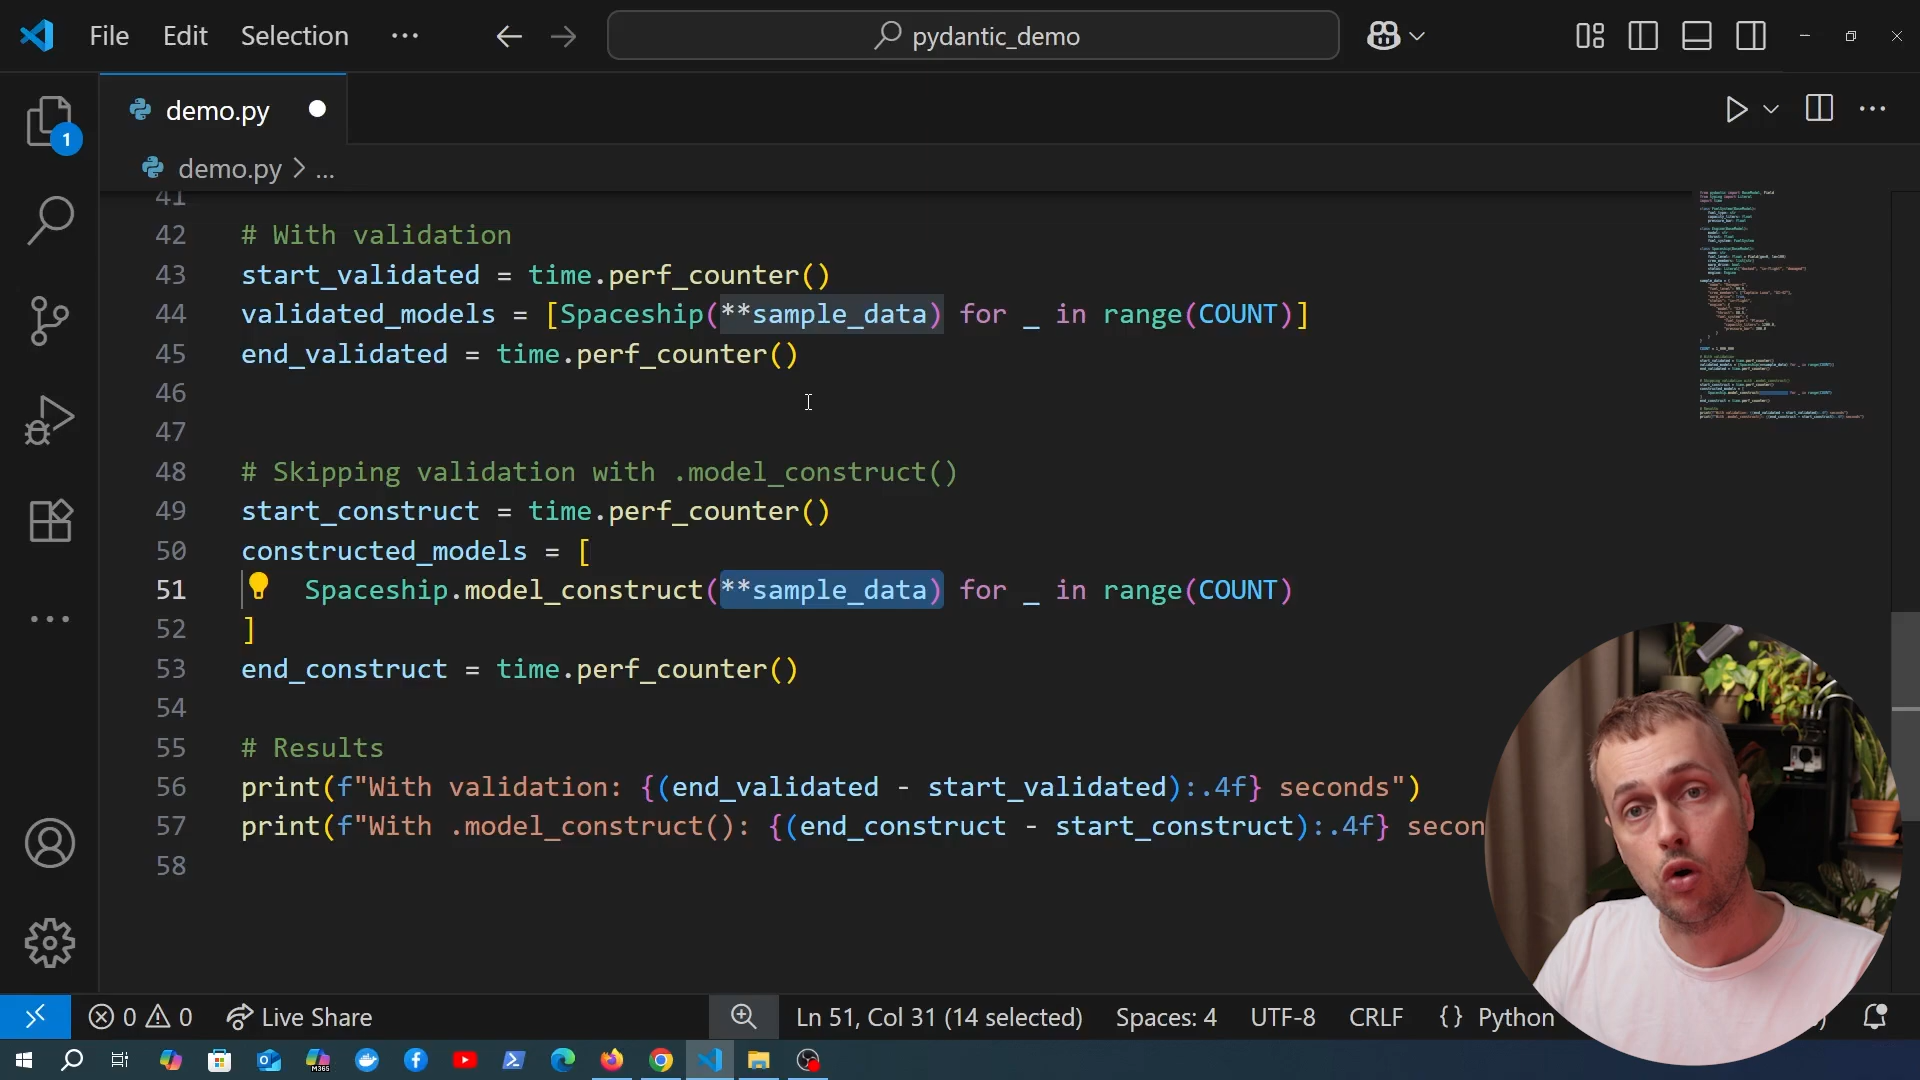 File Edit Selection ... pydantic_demo
demo.py
demo.py > ...
41
42 # With validation
43 start_validated = time.perf_counter()
44 validated_models = [Spaceship(**sample_data) for _ in range(COUNT)]
45 end_validated = time.perf_counter()
46
47
48 # Skipping validation with .model_construct()
49 start_construct = time.perf_counter()
50 constructed_models = [
51 Spaceship.model_construct(**sample_data) for _ in range(COUNT)
52 ]
53 end_construct = time.perf_counter()
54
55 # Results
56 print(f"With validation: {(end_validated - start_validated):.4f} seconds")
57 print(f"With .model_construct(): {(end_construct - start_construct):.4f} secon
58
1
0 0 Live Share Ln 51, Col 31 (14 selected) Spaces: 4 UTF-8 CRLF {} Python
M365